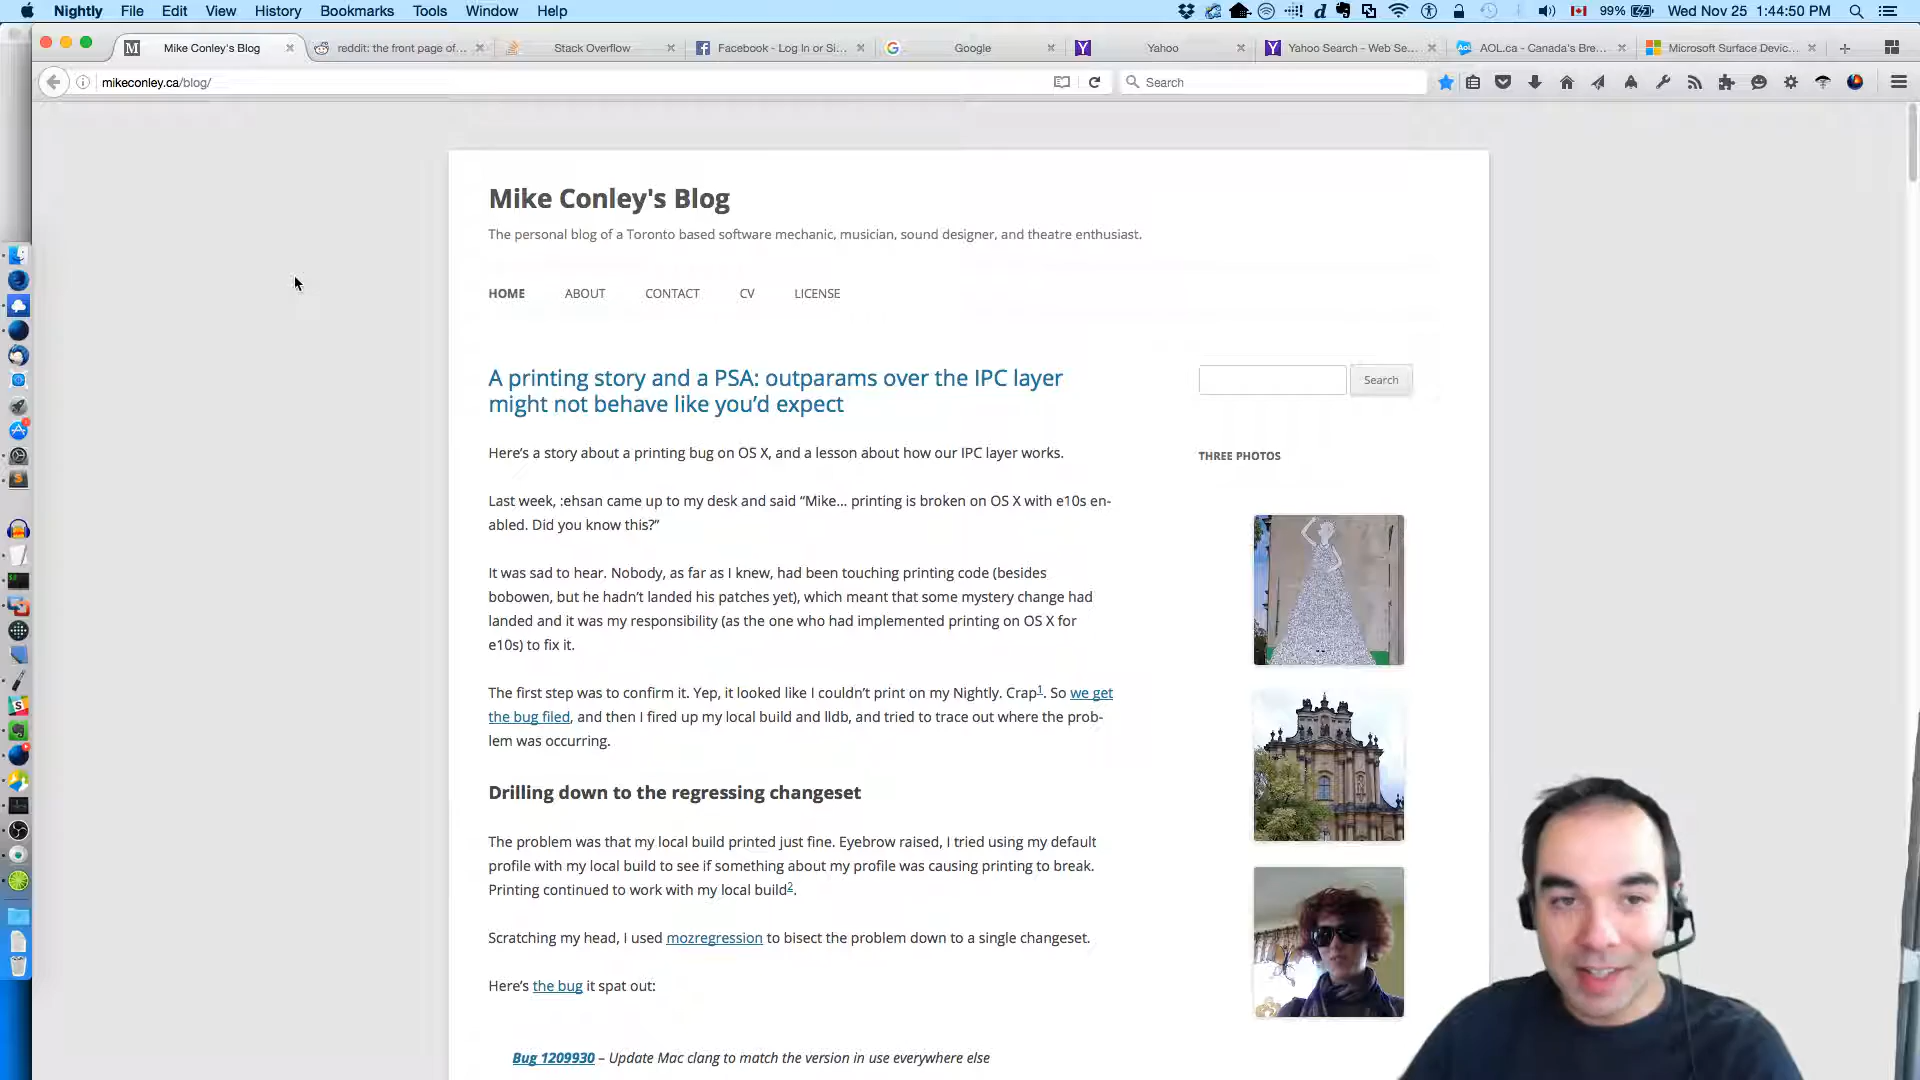 Nightly File Edit View History Bookmarks Tools Window Help
99% Wed Nov 25 1:44:50 PM
Mike Conley's Blog
reddit: the front page of...
Stack Overflow
Facebook - Log In or Si...
Google
Yahoo
Yahoo Search - Web Se...
AOL.ca - Canada's Bre...
Microsoft Surface Devic...
mikeconley.ca/blog/
Search
Mike Conley's Blog
The personal blog of a Toronto based software mechanic, musician, sound designer, and theatre enthusiast.
HOME ABOUT CONTACT CV LICENSE
A printing story and a PSA: outparams over the IPC layer
might not behave like you’d expect
Here’s a story about a printing bug on OS X, and a lesson about how our IPC layer works.
Last week, :ehsan came up to my desk and said “Mike… printing is broken on OS X with e10s en-
abled. Did you know this?”
It was sad to hear. Nobody, as far as I knew, had been touching printing code (besides
bobowen, but he hadn’t landed his patches yet), which meant that some mystery change had
landed and it was my responsibility (as the one who had implemented printing on OS X for
e10s) to fix it.
The first step was to confirm it. Yep, it looked like I couldn’t print on my Nightly. Crap1. So we get
the bug filed, and then I fired up my local build and lldb, and tried to trace out where the prob-
lem was occurring.
Drilling down to the regressing changeset
The problem was that my local build printed just fine. Eyebrow raised, I tried using my default
profile with my local build to see if something about my profile was causing printing to break.
Printing continued to work with my local build2.
Scratching my head, I used mozregression to bisect the problem down to a single changeset.
Here’s the bug it spat out:
Bug 1209930 – Update Mac clang to match the version in use everywhere else
Search
THREE PHOTOS